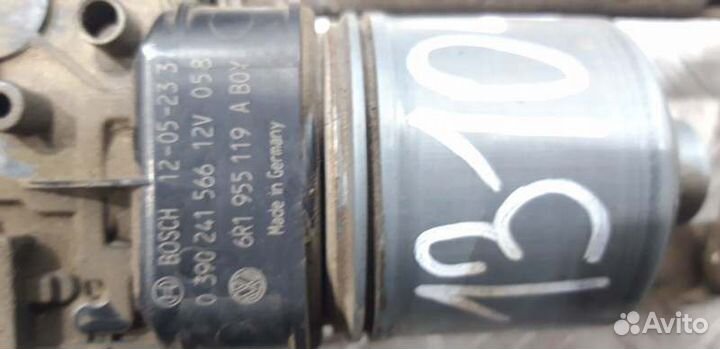 BOSCH 12-05-23 3
0 390 241 566 12V 058
6R1 955 119 A BOY
Made in Germany
1310
Avito